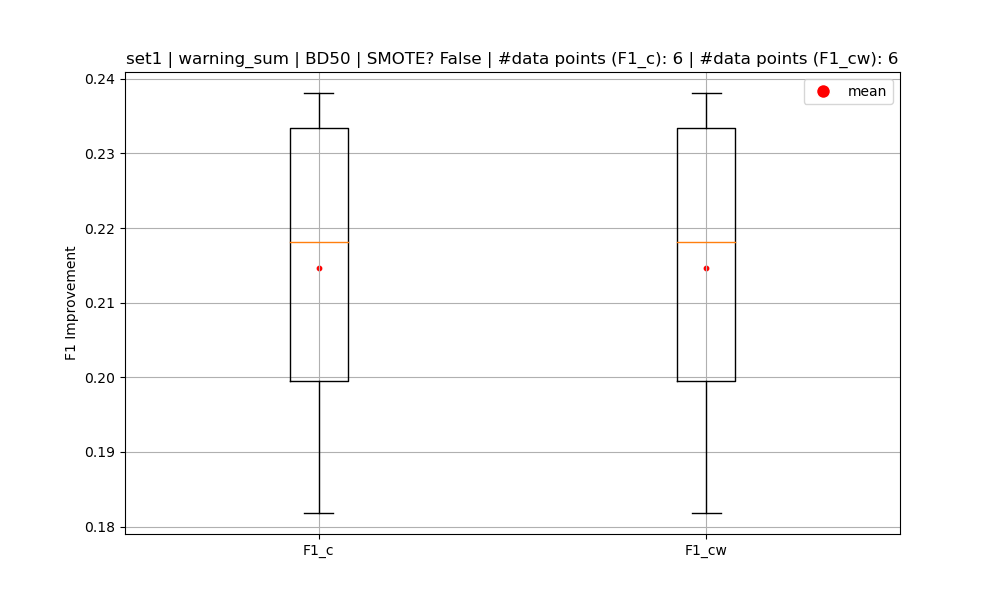 set1 | warning_sum | BD50 | SMOTE? False | #data points (F1_c): 6 | #data points (F1_cw): 6
mean
0.24
0.23
0.22
0.21
0.20
0.19
0.18
F1 Improvement
F1_c
F1_cw